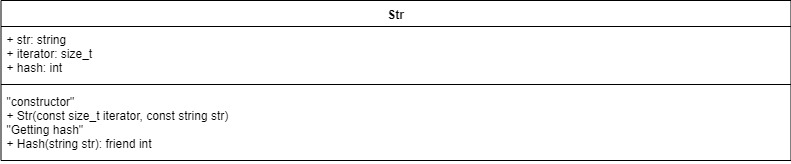 Str
+ str: string
+ iterator: size_t
+ hash: int
"constructor"
+ Str(const size_t iterator, const string str)
"Getting hash"
+ Hash(string str): friend int